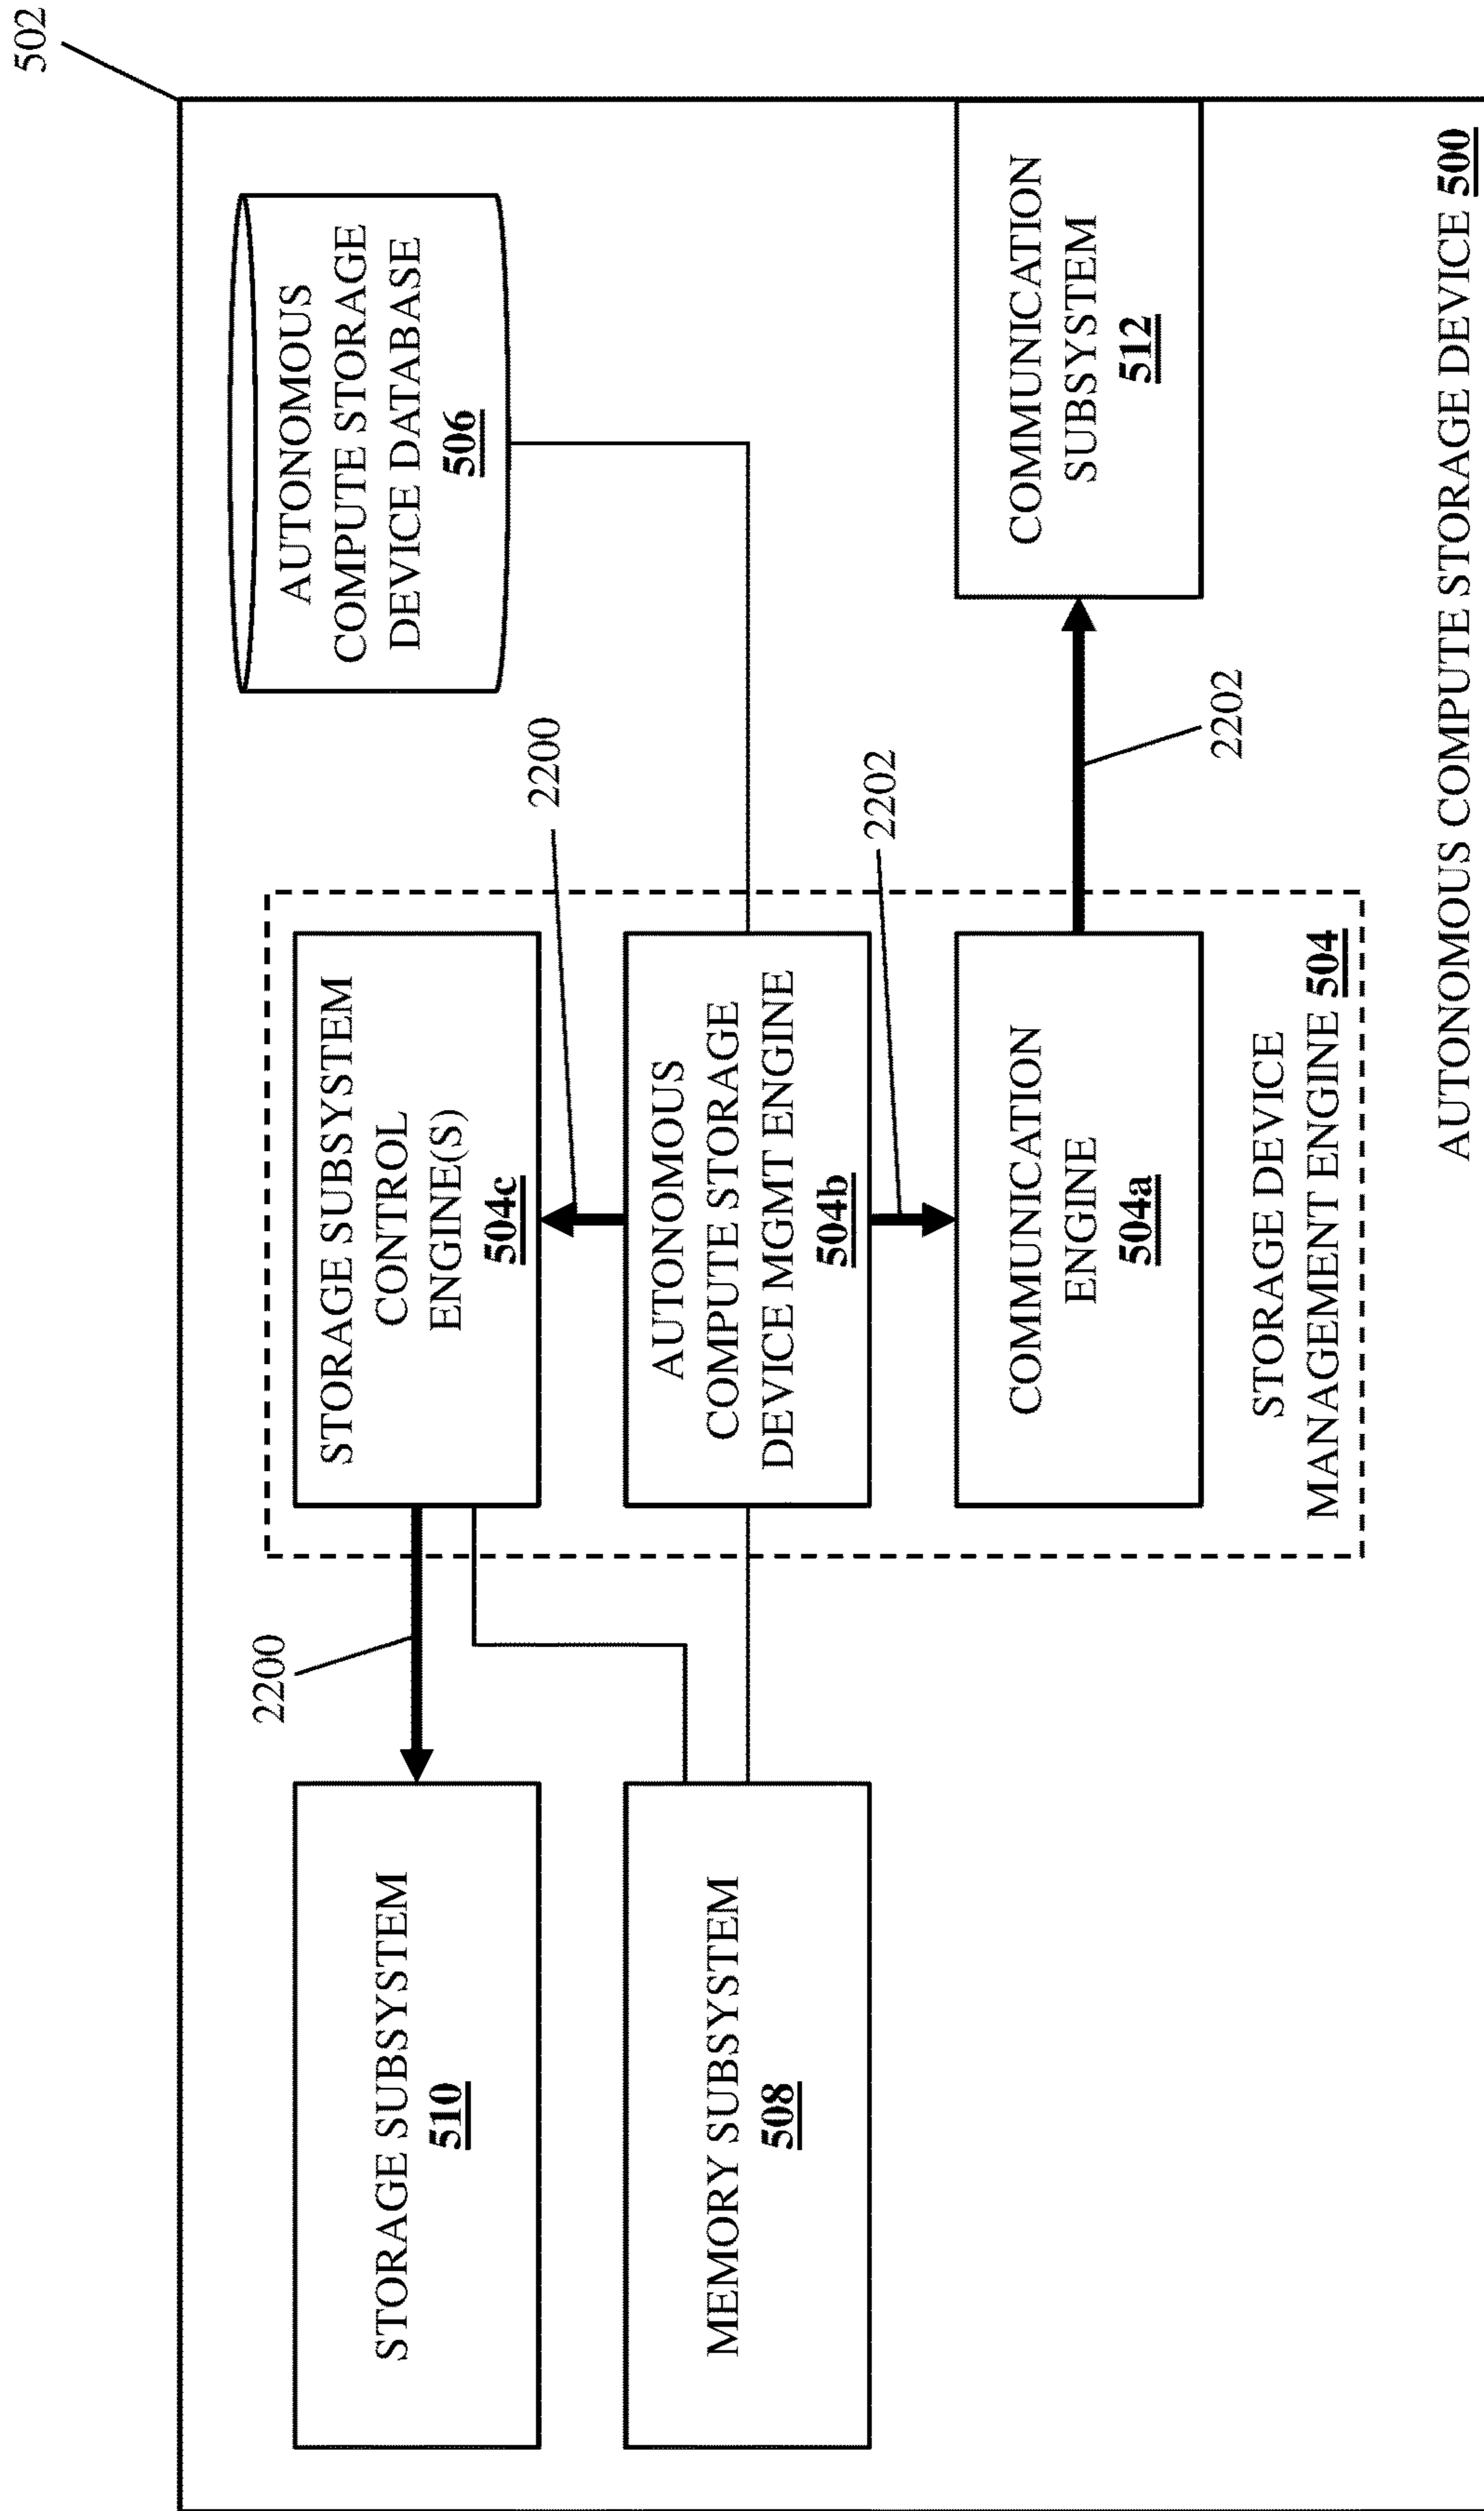 502
STORAGE SUBSYSTEM
510
2200
STORAGE SUBSYSTEM
CONTROL
ENGINE(S)
504c
2200
AUTONOMOUS
COMPUTE STORAGE
DEVICE DATABASE
506
MEMORY SUBSYSTEM
508
AUTONOMOUS
COMPUTE STORAGE
DEVICE MGMT ENGINE
504b
2202
COMMUNICATION
ENGINE
504a
2202
COMMUNICATION
SUBSYSTEM
512
STORAGE DEVICE
MANAGEMENT ENGINE 504
AUTONOMOUS COMPUTE STORAGE DEVICE 500